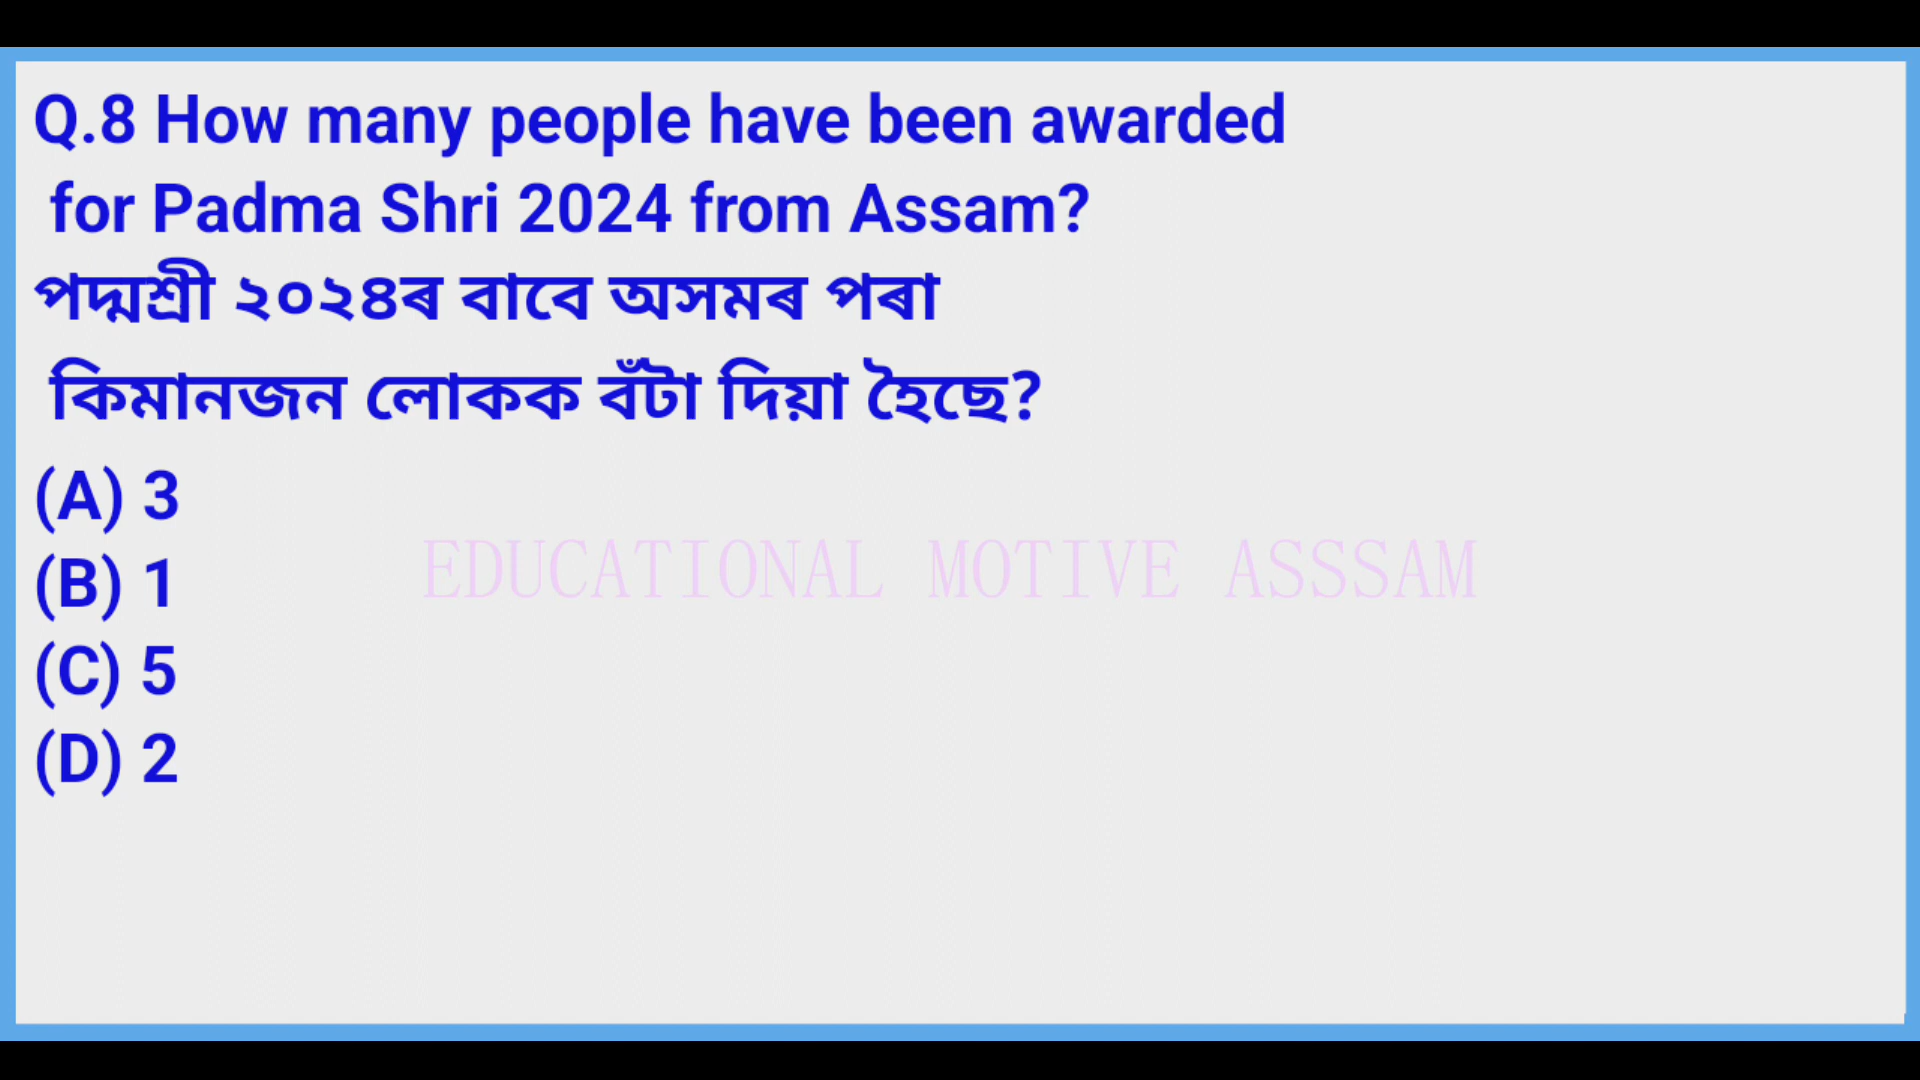 Q.8 How many people have been awarded
for Padma Shri 2024 from Assam?
পদ্মশ্ৰী ২০২৪ৰ বাবে অসমৰ পৰা
কিমানজন লোকক বঁটা দিয়া হৈছে?
(A) 3
(B) 1
EDUCATIONAL MOTIVE ASSSAM
(C) 5
(D) 2